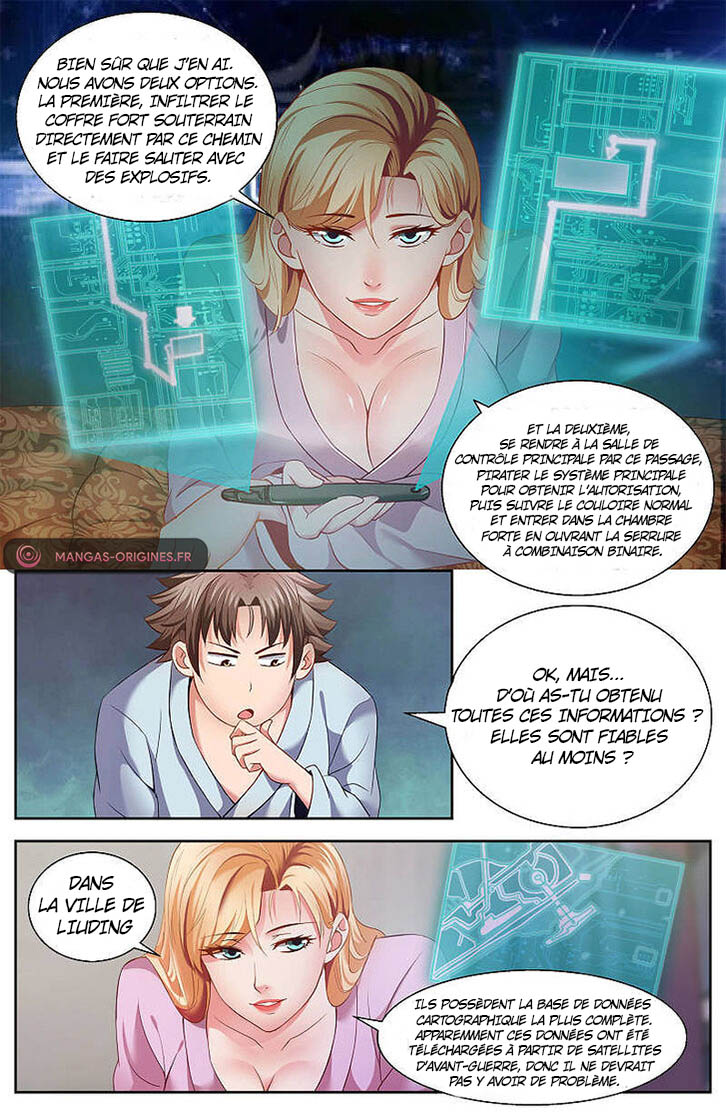 BIEN SÛR QUE J'EN AI.
NOUS AVONS DEUX OPTIONS.
LA PREMIÈRE, INFILTRER LE
COFFRE FORT SOUTERRAIN
DIRECTEMENT PAR CE CHEMIN
ET LE FAIRE SAUTER AVEC
DES EXPLOSIFS.
ET LA DEUXIÈME,
SE RENDRE À LA SALLE DE
CONTRÔLE PRINCIPALE PAR CE PASSAGE,
PIRATER LE SYSTÈME PRINCIPALE
POUR OBTENIR L'AUTORISATION,
PUIS SUIVRE LE COULOIRE NORMAL
ET ENTRER DANS LA CHAMBRE
FORTE EN OUVRANT LA SERRURE
À COMBINAISON BINAIRE.
MANGAS-ORIGINES.FR
OK, MAIS...
D'OÙ AS-TU OBTENU
TOUTES CES INFORMATIONS ?
ELLES SONT FIABLES
AU MOINS ?
DANS
LA VILLE DE
LIUDING
ILS POSSÈDENT LA BASE DE DONNÉES
CARTOGRAPHIQUE LA PLUS COMPLÈTE.
APPAREMMENT CES DONNÉES ONT ÉTÉ
TÉLÉCHARGÉES À PARTIR DE SATELLITES
D'AVANT-GUERRE, DONC IL NE DEVRAIT
PAS Y AVOIR DE PROBLÈME.